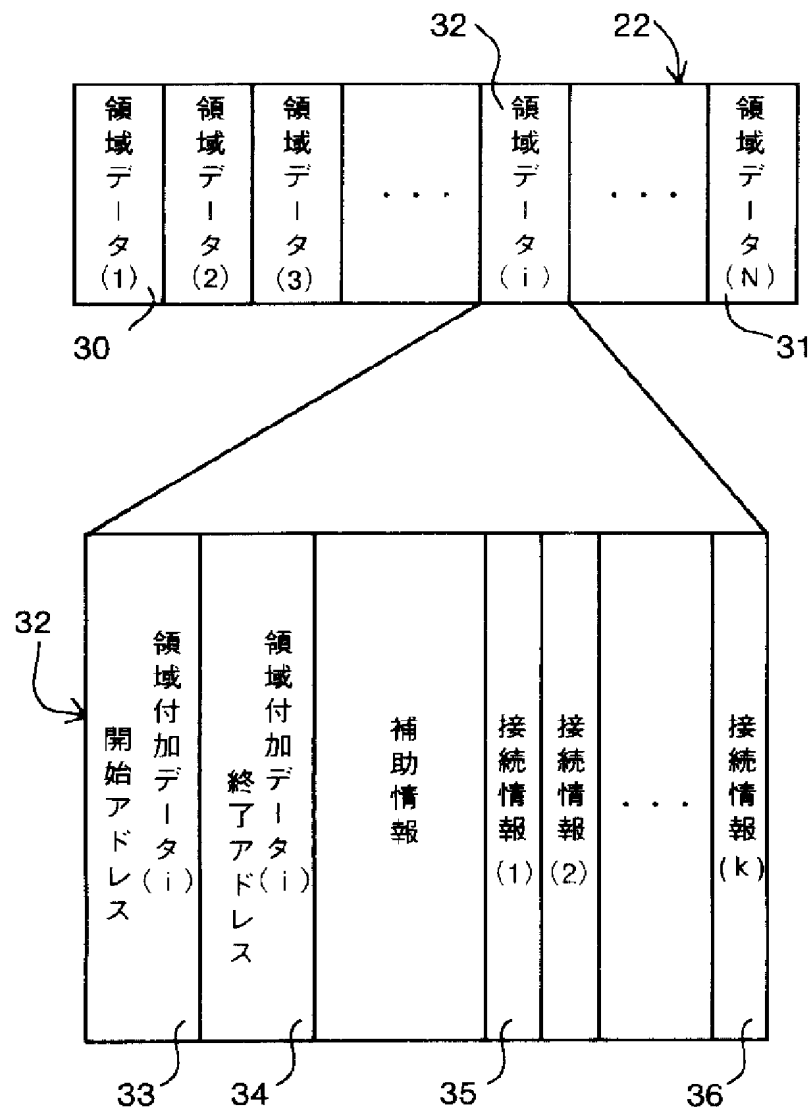 32
22
領域データ(1)
領域データ(2)
領域データ(3)
・・・
領域データ(i)
・・・
領域データ(N)
30
31
32
領域付加データ(i)
開始アドレス
領域付加データ(i)
終了アドレス
補助情報
接続情報(1)
接続情報(2)
・・・
接続情報(k)
33
34
35
36